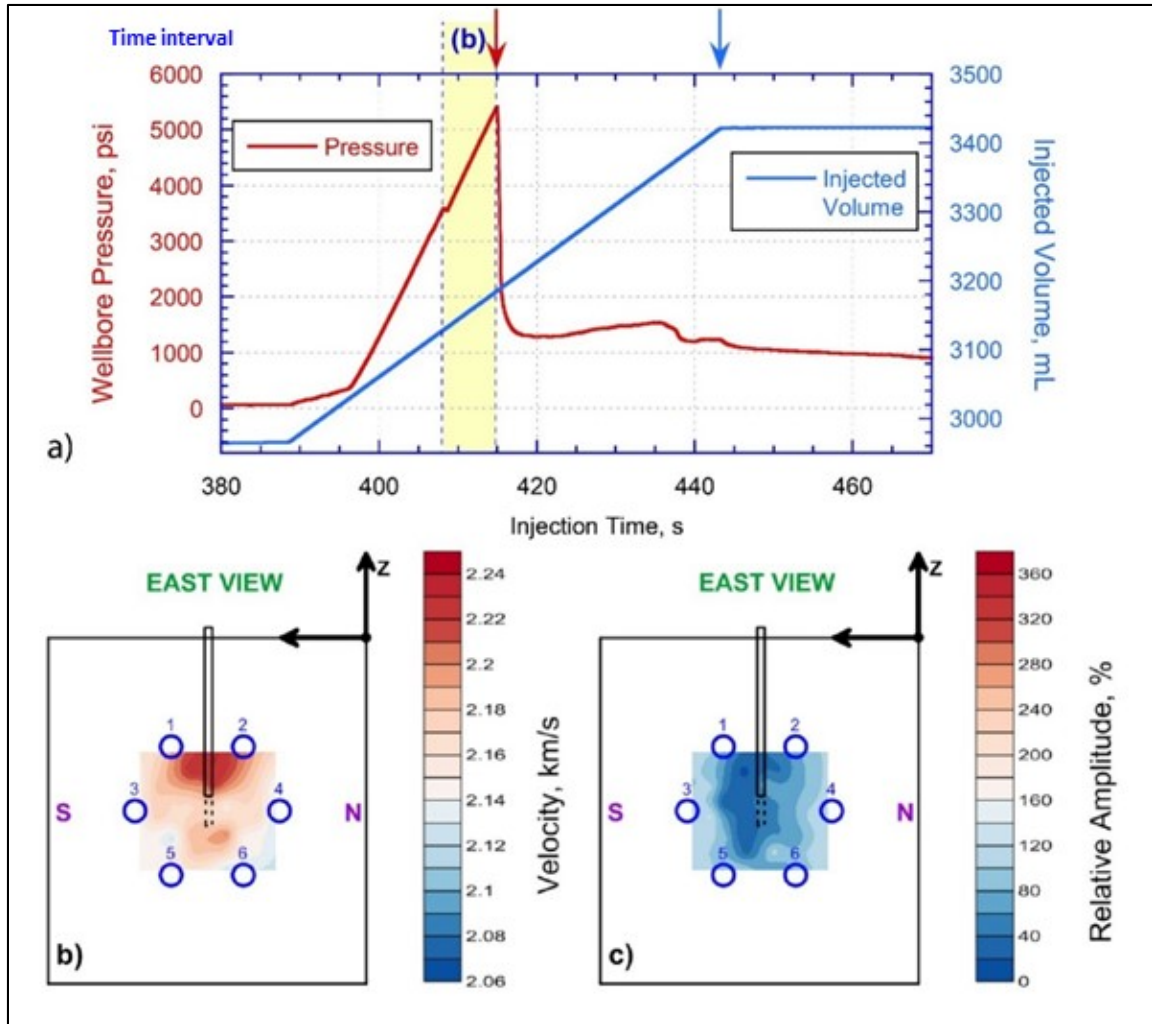 Time interval
(b)
6000
5000
4000
3000
2000
1000
0
Wellbore Pressure, psi
Pressure
Injected
Volume
3500
3400
3300
3200
3100
3000
Injected Volume, mL
a)
380
400
420
440
460
Injection Time, s
EAST VIEW
z
1
2
3
4
5
6
S
N
b)
2.24
2.2
2.18
2.16
2.14
2.12
2.1
2.08
2.06
Velocity, km/s
EAST VIEW
z
1
2
3
4
5
6
S
N
c)
360
320
280
240
200
160
120
80
40
0
Relative Amplitude, %